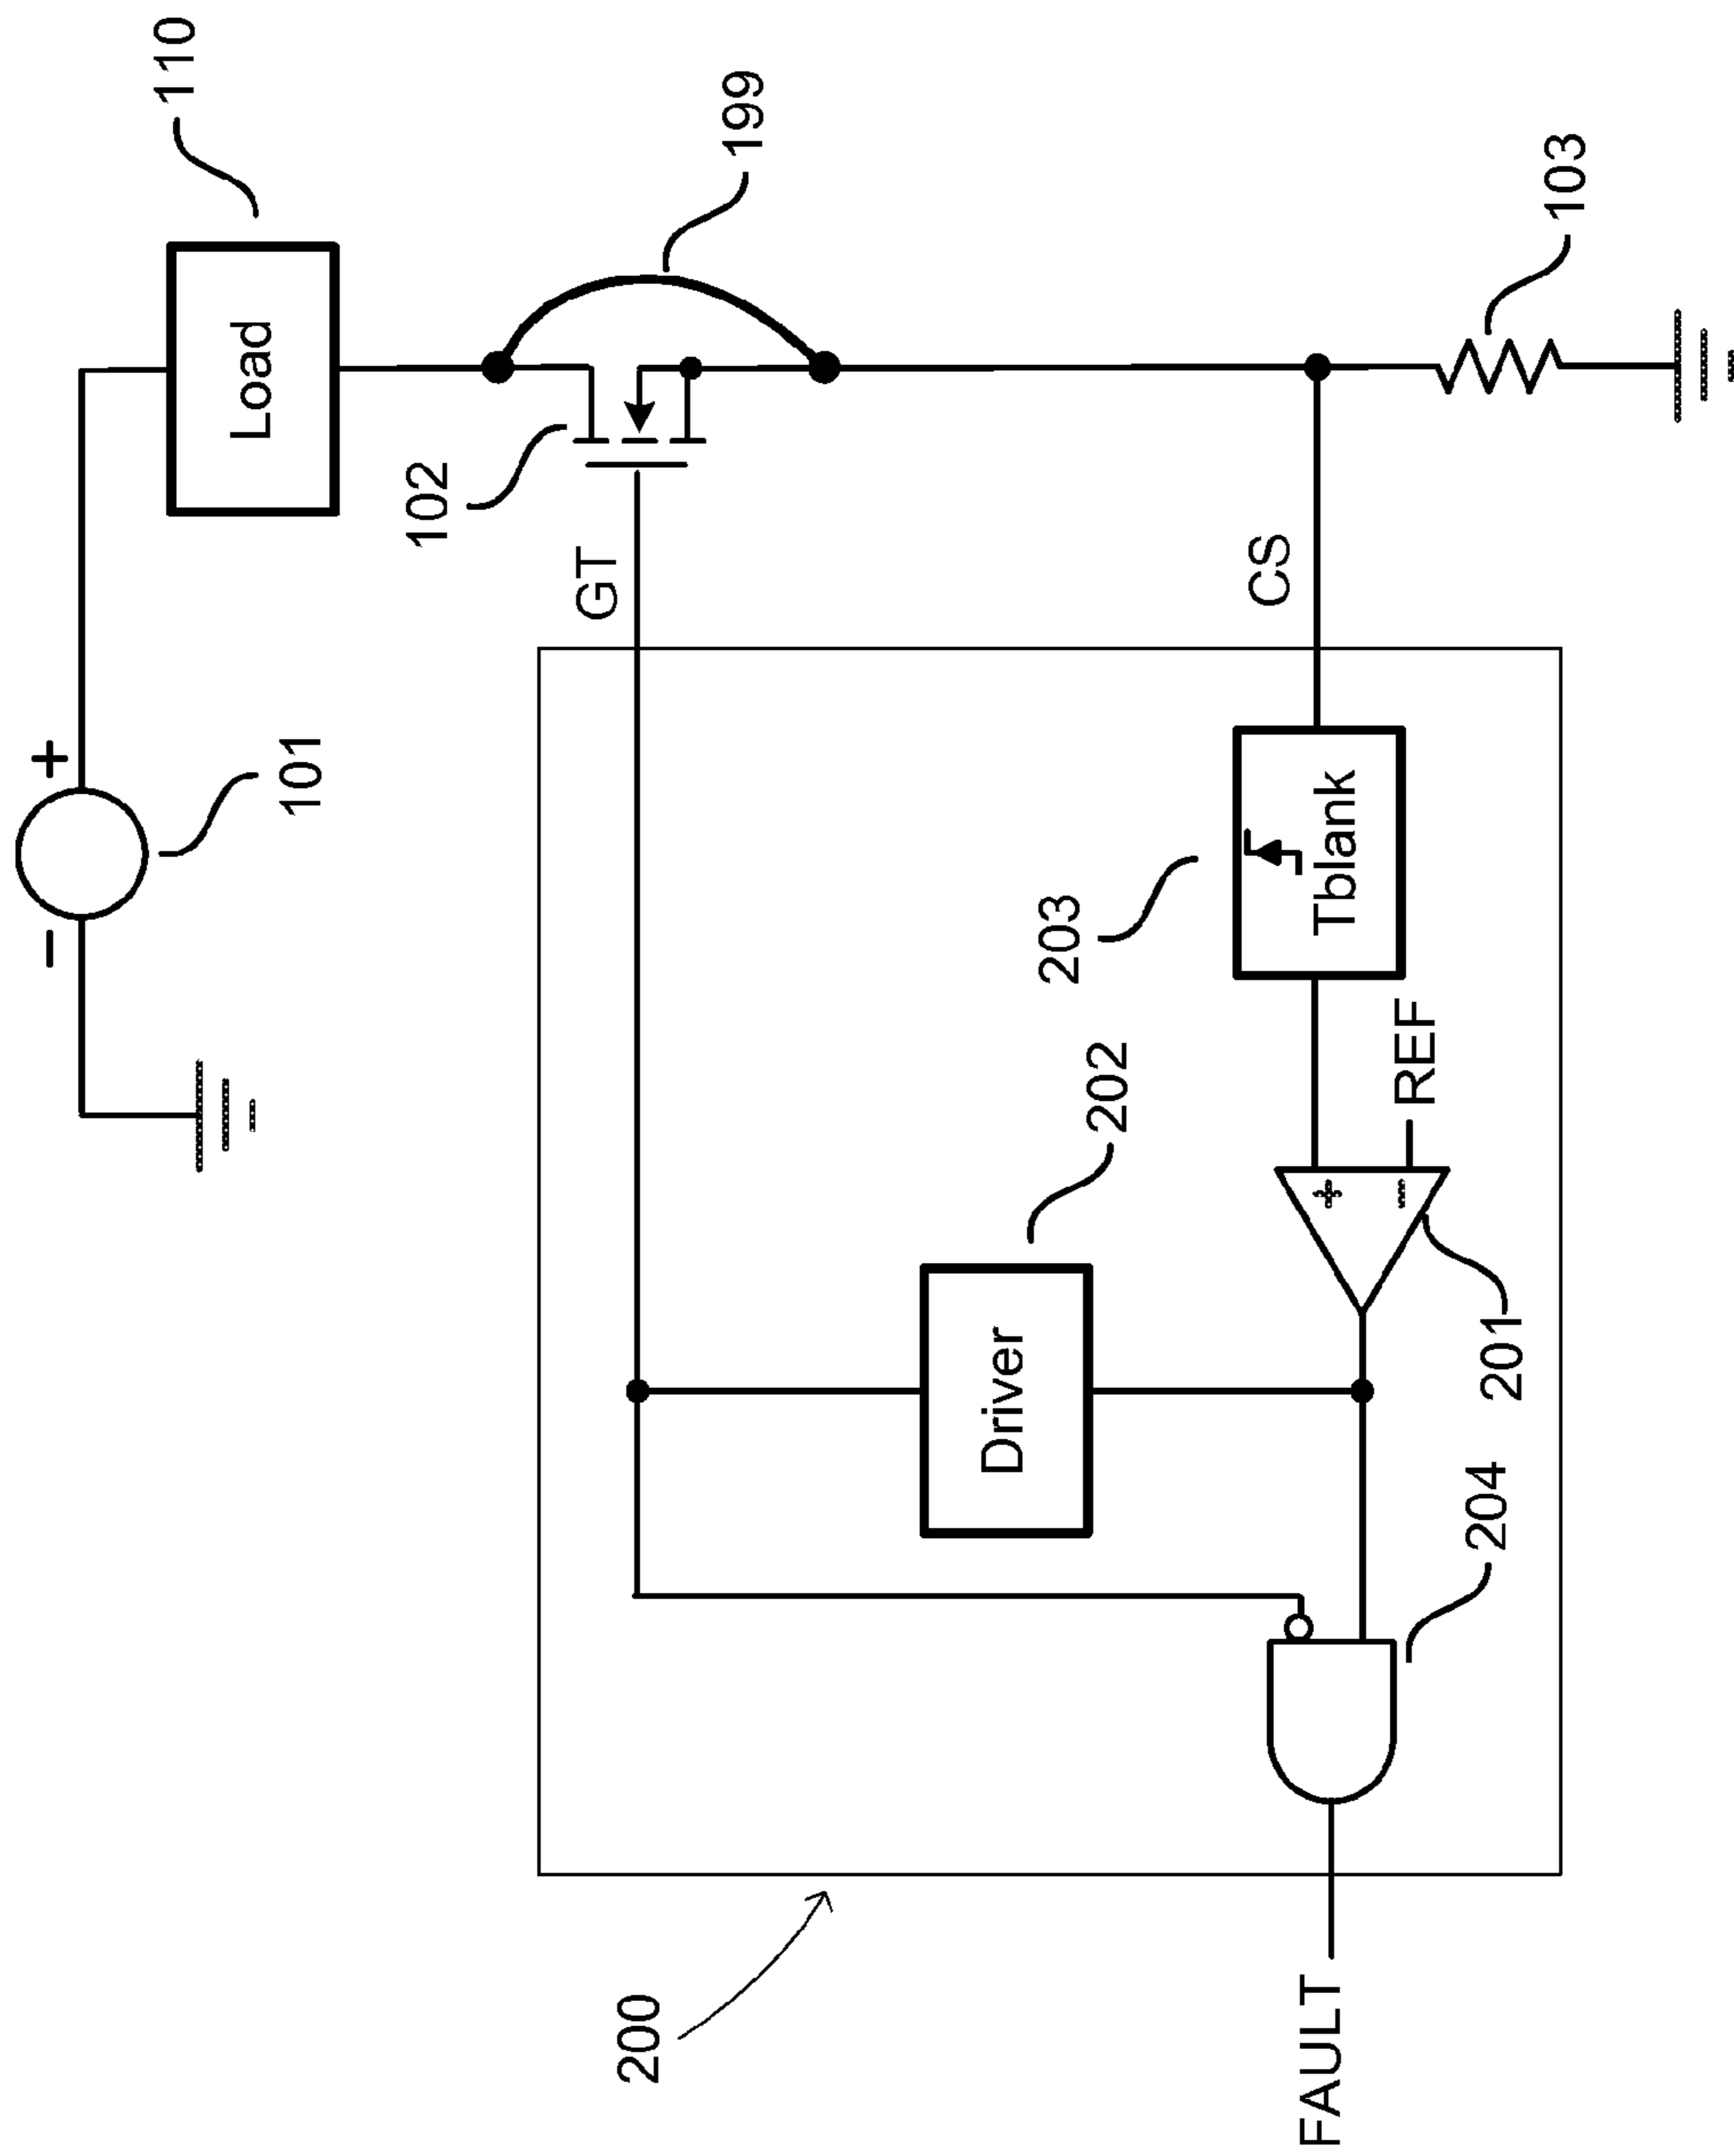 110
Load
199
102
103
GT
CS
+
−
101
203
Tblank
REF
202
+
−
201
Driver
204
200
FAULT